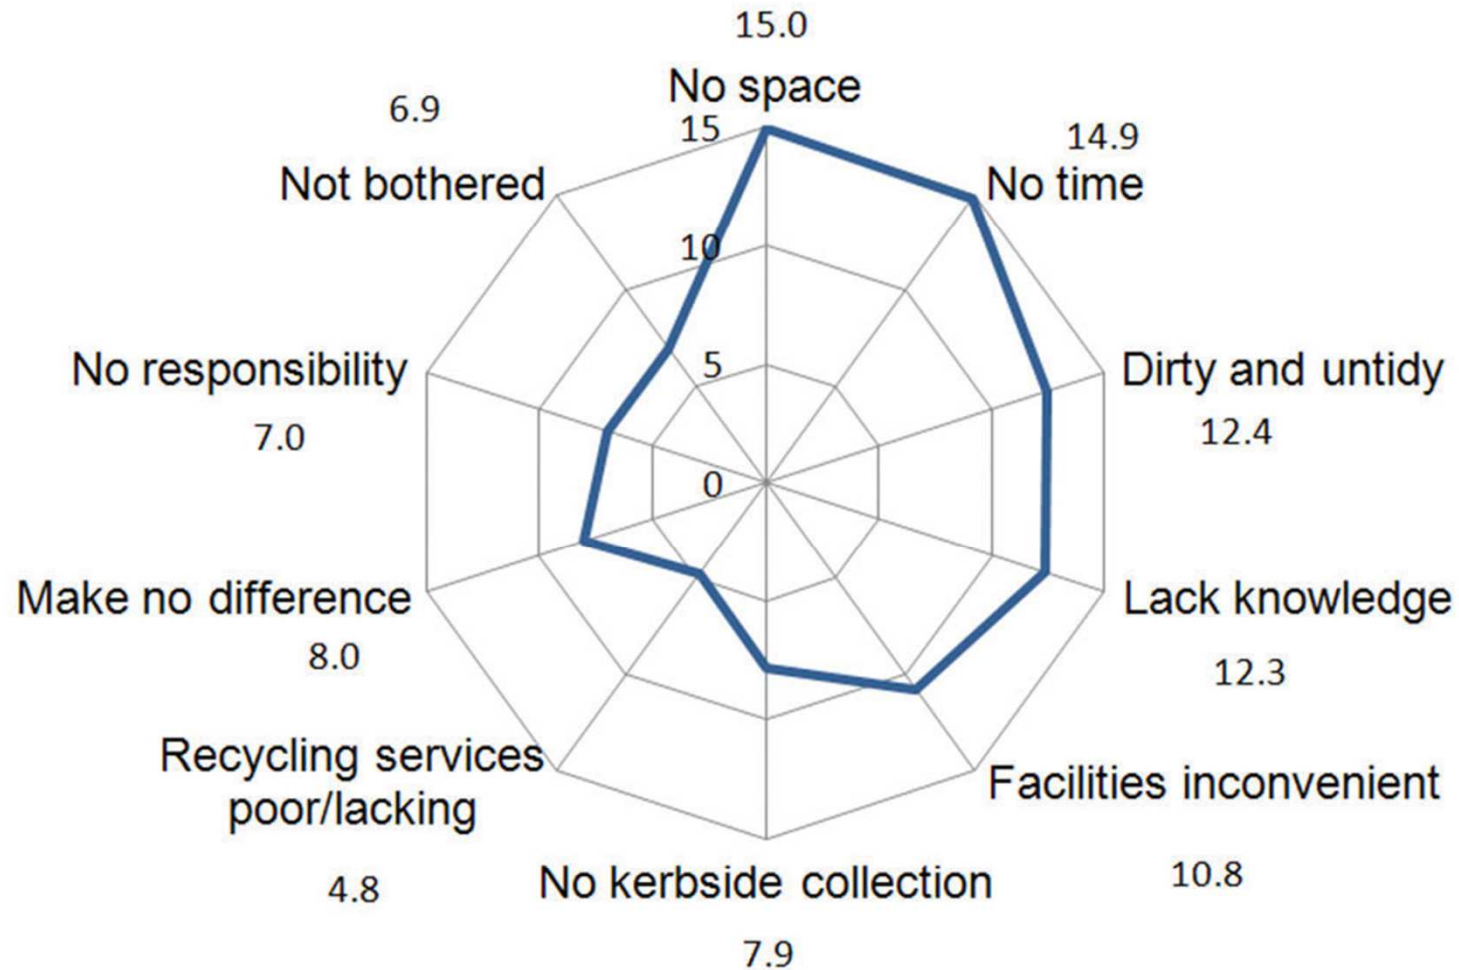 15.0
No space
6.9
Not bothered
14.9
No time
15
10
5
0
No responsibility
7.0
Dirty and untidy
12.4
Make no difference
8.0
Lack knowledge
12.3
Recycling services
poor/lacking
4.8
Facilities inconvenient
10.8
No kerbside collection
7.9